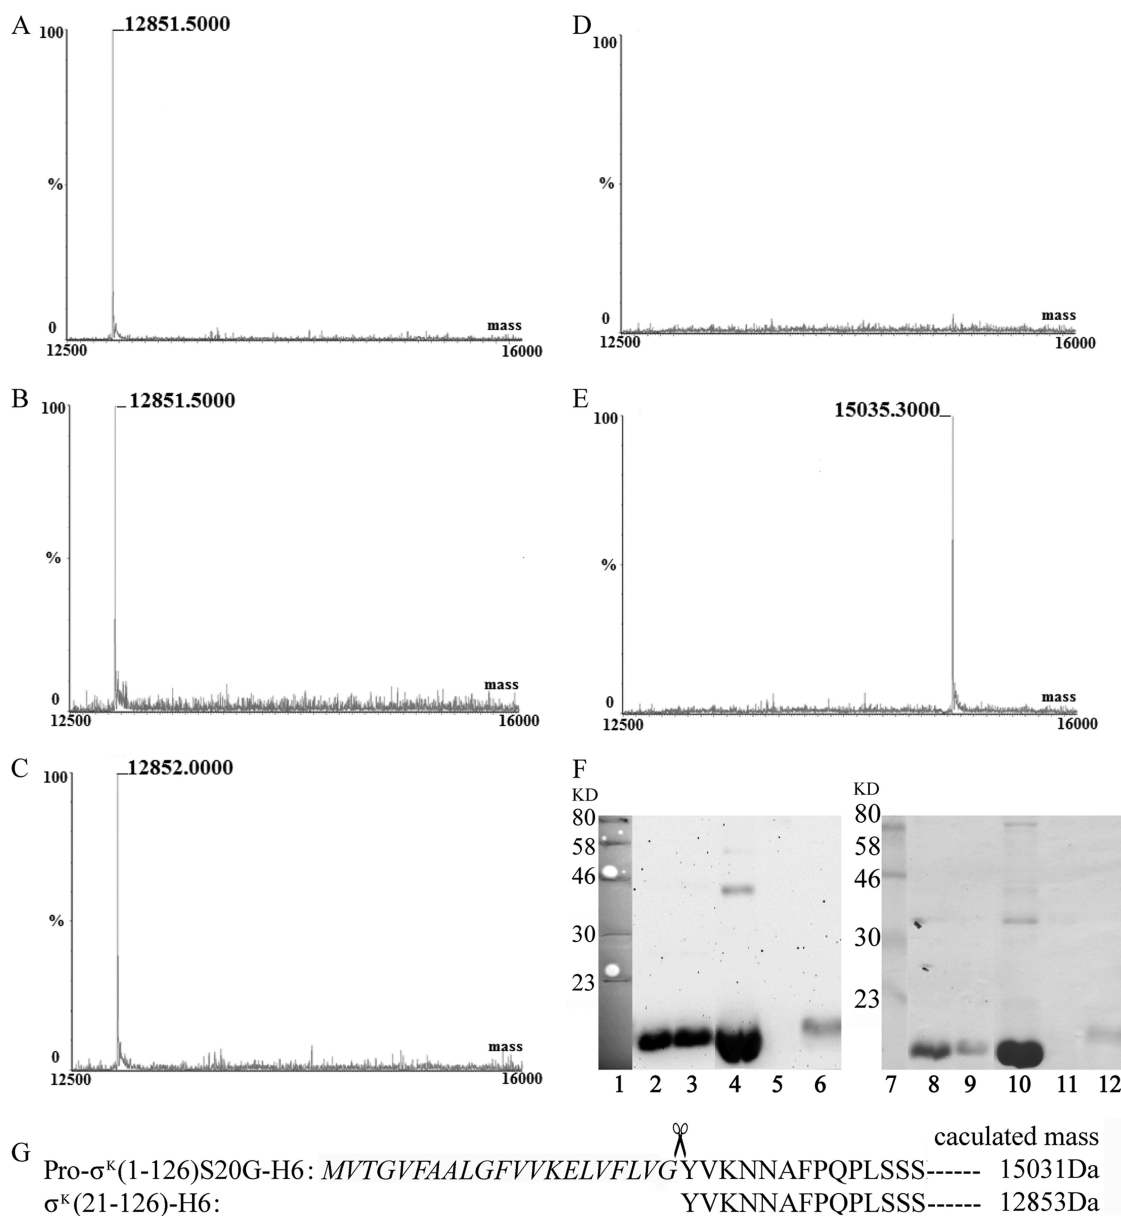 A
12851.5000
100
%
0
mass
12500
16000
B
12851.5000
100
%
0
mass
12500
16000
C
12852.0000
100
%
0
mass
12500
16000
D
100
%
0
mass
12500
16000
E
15035.3000
100
%
0
mass
12500
16000
F
KD
80
58
46
30
23
1 2 3 4 5 6
KD
80
58
46
30
23
7 8 9 10 11 12
G
caculated mass
Pro-σᴷ(1-126)S20G-H6: MVTGVFAALGFVVKELVFLVGYVKNNAFPQPLSSS------ 15031Da
σᴷ(21-126)-H6: YVKNNAFPQPLSSS------ 12853Da